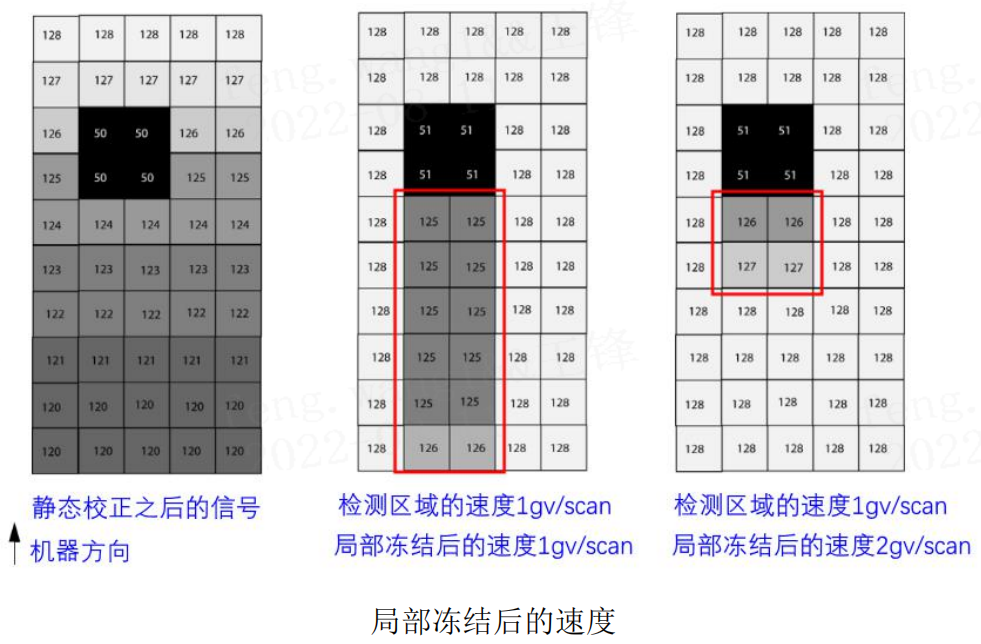 128 128 128 128 128
127 127 127 127 127
126 50 50 126 126
125 50 50 125 125
124 124 124 124 124
123 123 123 123 123
122 122 122 122 122
121 121 121 121 121
120 120 120 120 120
120 120 120 120 120
静态校正之后的信号
机器方向
128 128 128 128 128
128 128 128 128 128
128 51 51 128 128
128 51 51 128 128
128 125 125 128 128
128 125 125 128 128
128 125 125 128 128
128 125 125 128 128
128 125 125 128 128
128 126 126 128 128
检测区域的速度1gv/scan
局部冻结后的速度1gv/scan
128 128 128 128 128
128 128 128 128 128
128 51 51 128 128
128 51 51 128 128
128 126 126 128 128
128 127 127 128 128
128 128 128 128 128
128 128 128 128 128
128 128 128 128 128
128 128 128 128 128
检测区域的速度1gv/scan
局部冻结后的速度2gv/scan
局部冻结后的速度